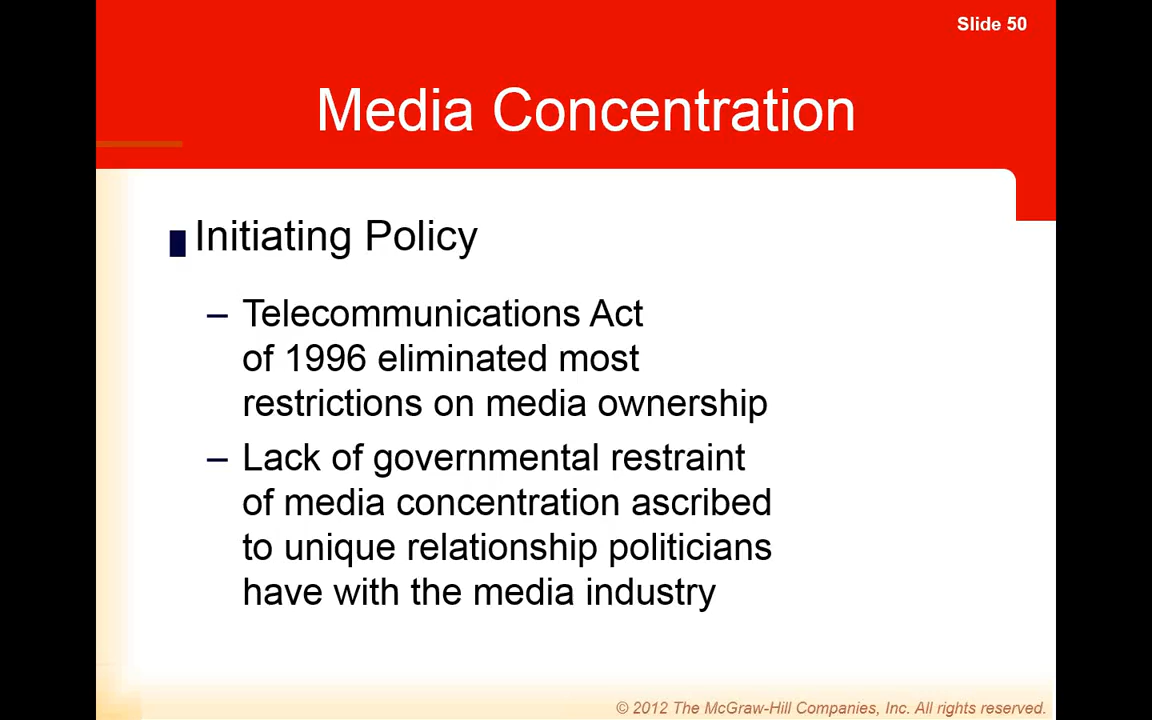 Slide 50
Media Concentration
Initiating Policy
– Telecommunications Act
of 1996 eliminated most
restrictions on media ownership
– Lack of governmental restraint
of media concentration ascribed
to unique relationship politicians
have with the media industry
© 2012 The McGraw-Hill Companies, Inc. All rights reserved.